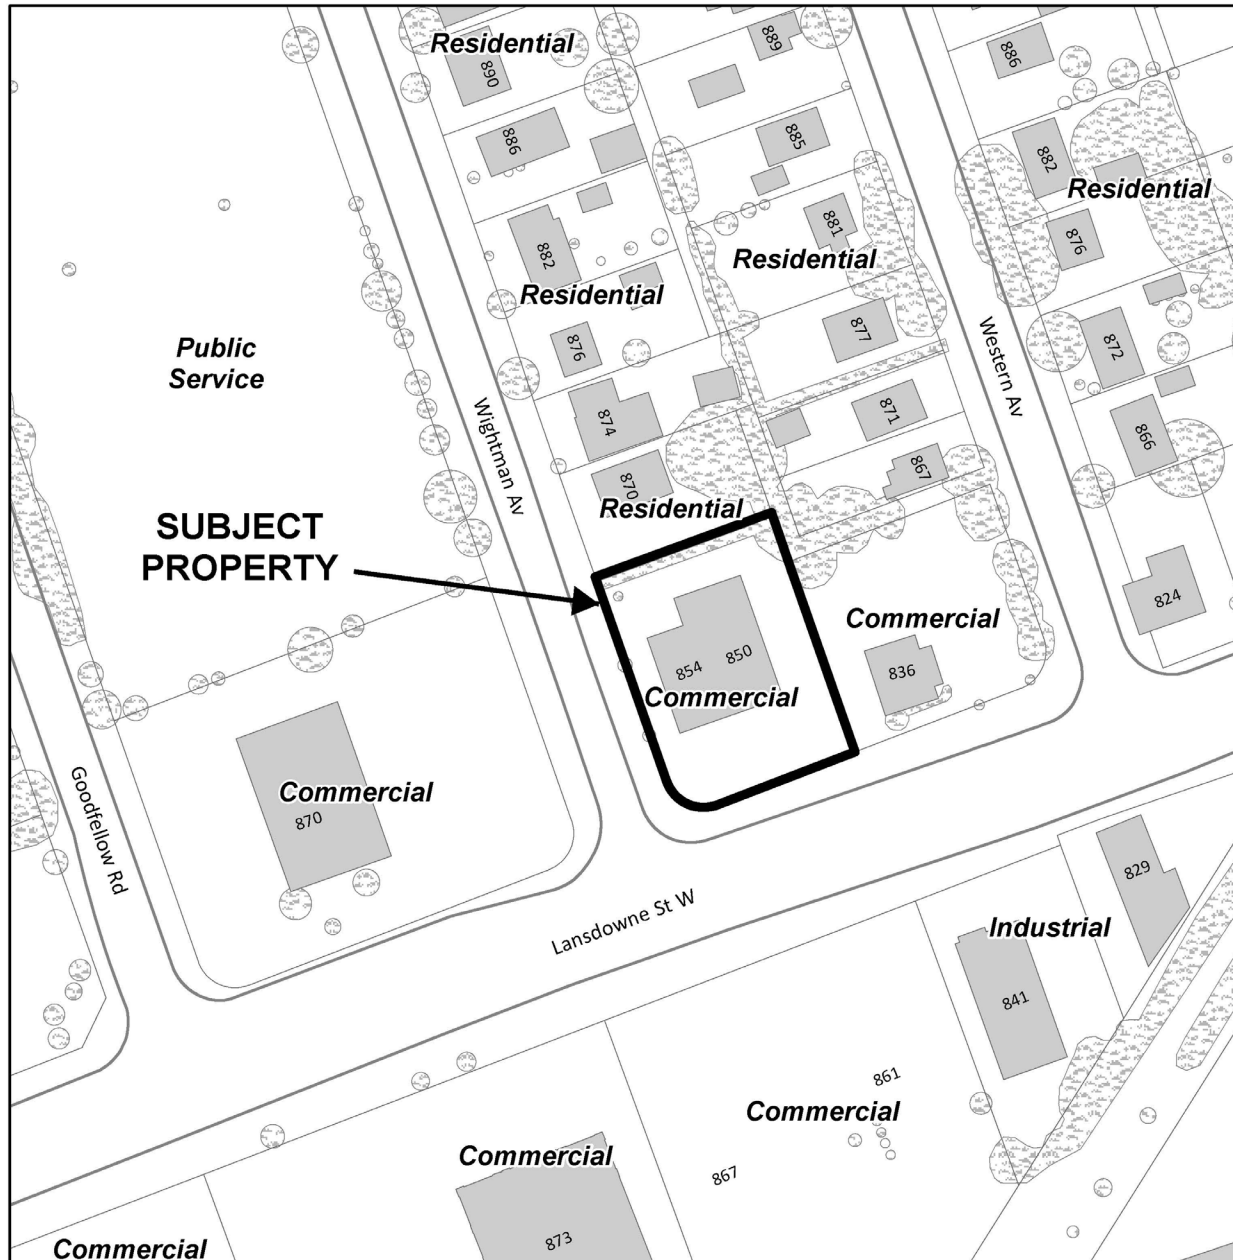 Residential
890
889
886
886
885
882
Residential
881
882
876
Residential
Residential
877
Western Av
872
Public
Service
876
Wightman Av
874
871
866
867
870
Residential
SUBJECT
PROPERTY
824
Commercial
836
854
850
Commercial
Goodfellow Rd
Commercial
870
829
Lansdowne St W
Industrial
841
861
Commercial
Commercial
867
873
Commercial